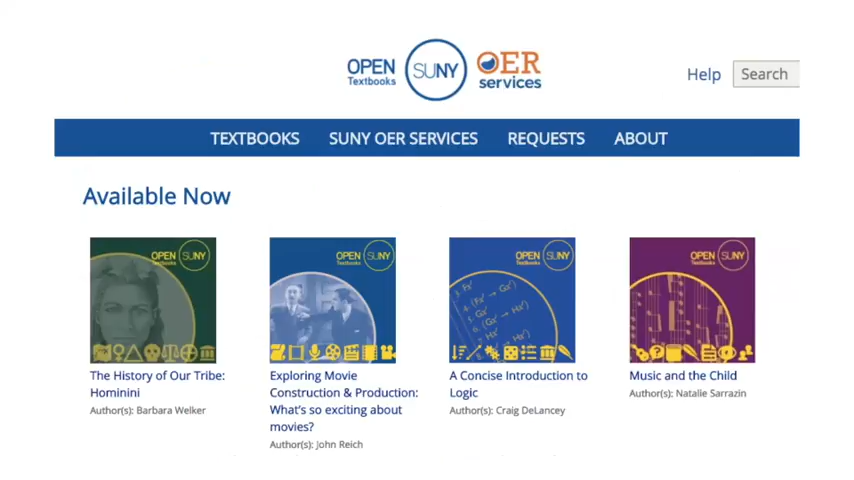 OPEN SUNY OER
Textbooks services
Help Search
TEXTBOOKS SUNY OER SERVICES REQUESTS ABOUT
Available Now
OPEN SUNY
Textbooks
OPEN SUNY
Textbooks
OPEN SUNY
Textbooks
OPEN SUNY
Textbooks
The History of Our Tribe:
Hominini
Author(s): Barbara Welker
Exploring Movie
Construction & Production:
What's so exciting about
movies?
Author(s): John Reich
A Concise Introduction to
Logic
Author(s): Craig DeLancey
Music and the Child
Author(s): Natalie Sarrazin